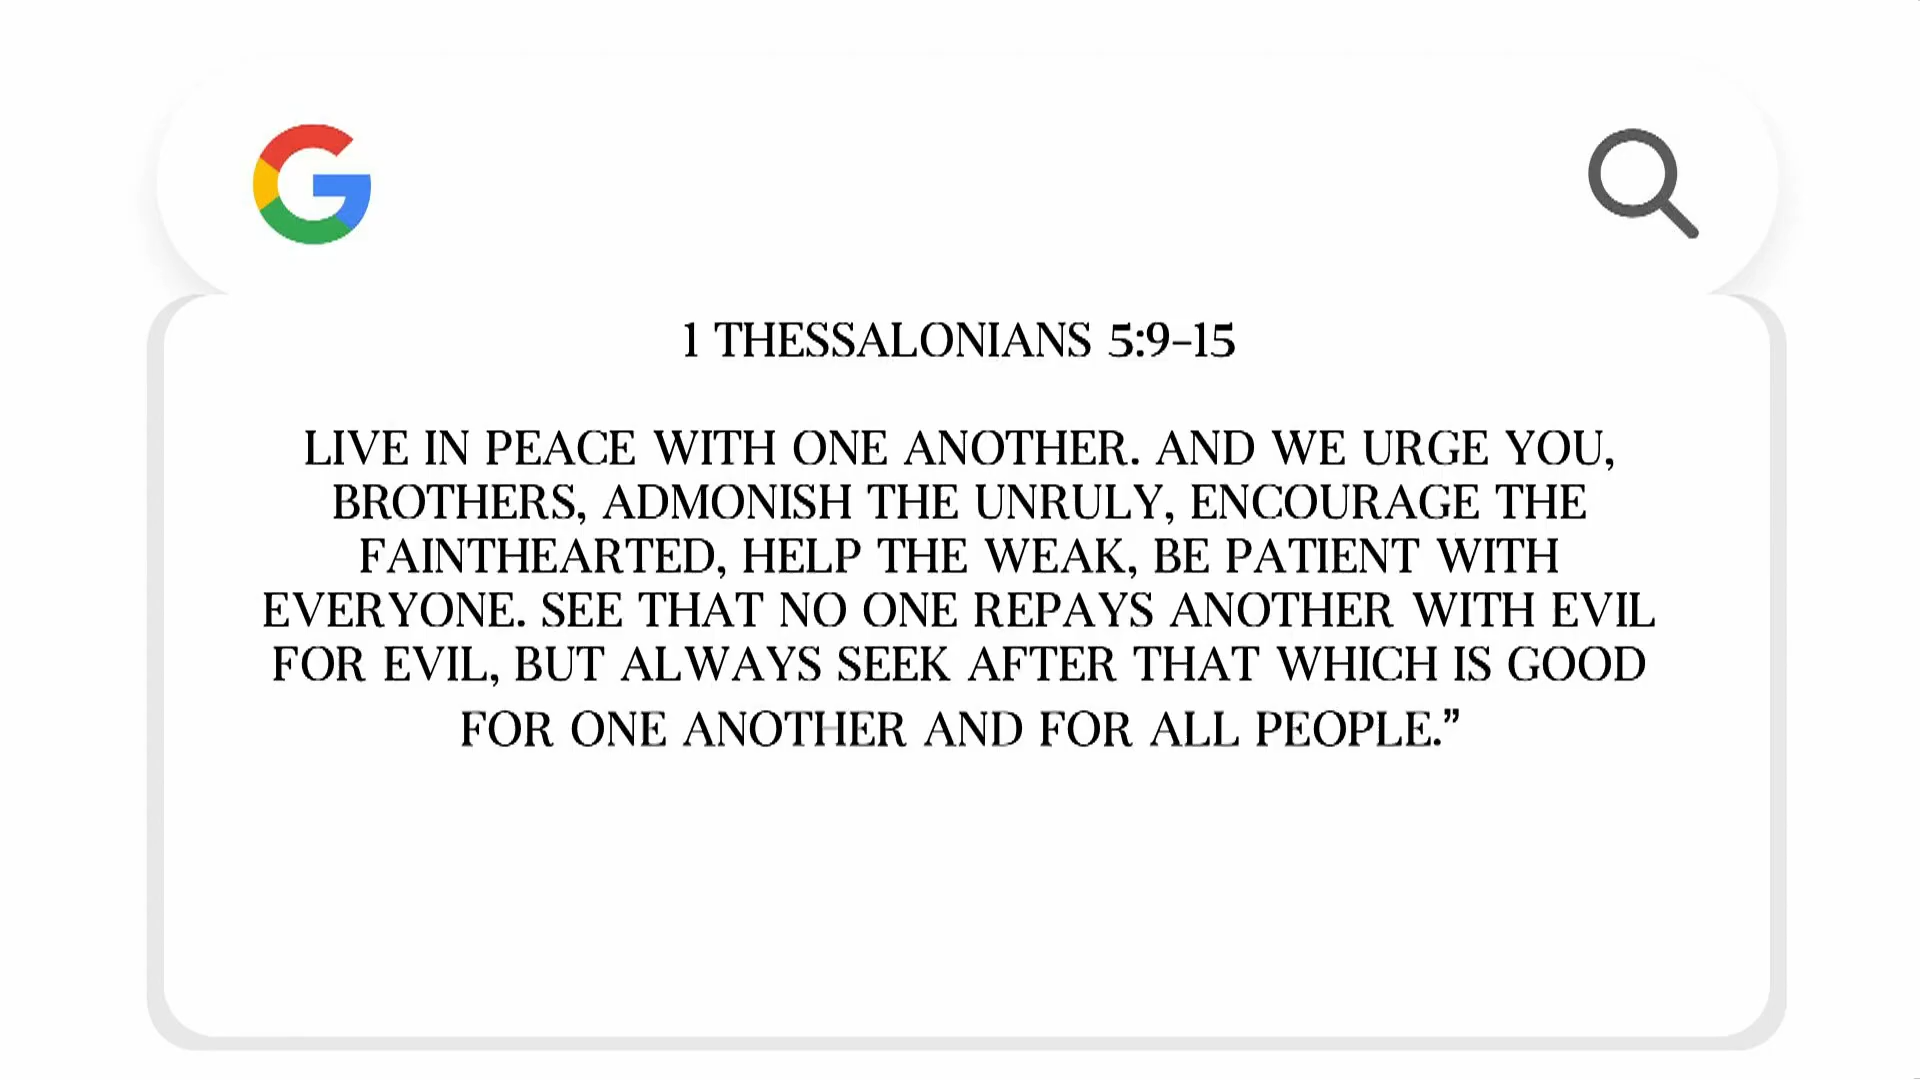 1 THESSALONIANS 5:9–15
LIVE IN PEACE WITH ONE ANOTHER. AND WE URGE YOU,
BROTHERS, ADMONISH THE UNRULY, ENCOURAGE THE
FAINTHEARTED, HELP THE WEAK, BE PATIENT WITH
EVERYONE. SEE THAT NO ONE REPAYS ANOTHER WITH EVIL
FOR EVIL, BUT ALWAYS SEEK AFTER THAT WHICH IS GOOD
FOR ONE ANOTHER AND FOR ALL PEOPLE.”